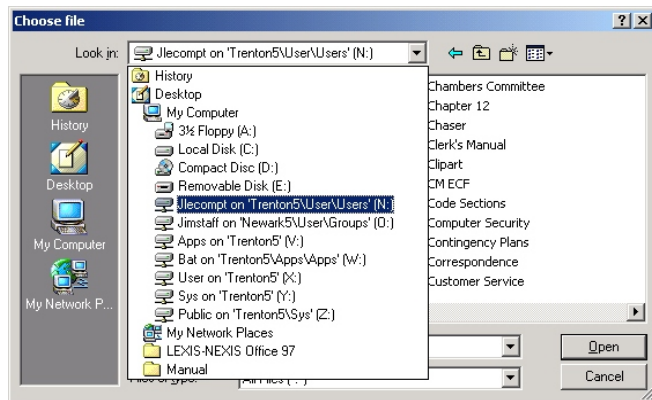 Choose file
Look in:
Jlecompt on 'Trenton5\User\Users' (N:)
History
Desktop
My Computer
My Network P...
History
Desktop
My Computer
3½ Floppy (A:)
Local Disk (C:)
Compact Disc (D:)
Removable Disk (E:)
Jlecompt on 'Trenton5\User\Users' (N:
Jimstaff on 'Newark5\User\Groups' (O:)
Apps on 'Trenton5' (V:)
Bat on 'Trenton5\Apps\Apps' (W:)
User on 'Trenton5' (X:)
Sys on 'Trenton5' (Y:)
Public on 'Trenton5\Sys' (Z:)
My Network Places
LEXIS-NEXIS Office 97
Manual
Chambers Committee
Chapter 12
Chaser
Clerk's Manual
Clipart
CM ECF
Code Sections
Computer Security
Contingency Plans
Correspondence
Customer Service
Open
Cancel